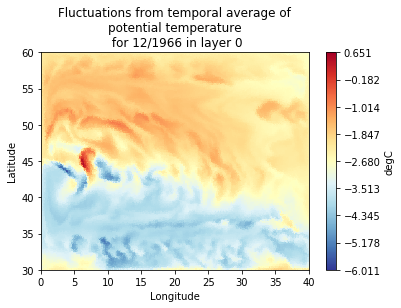 Fluctuations from temporal average of
potential temperature
for 12/1966 in layer 0
60
55
50
45
40
35
30
Latitude
0 5 10 15 20 25 30 35 40
Longitude
0.651
−0.182
−1.014
−1.847
−2.680
−3.513
−4.345
−5.178
−6.011
degC